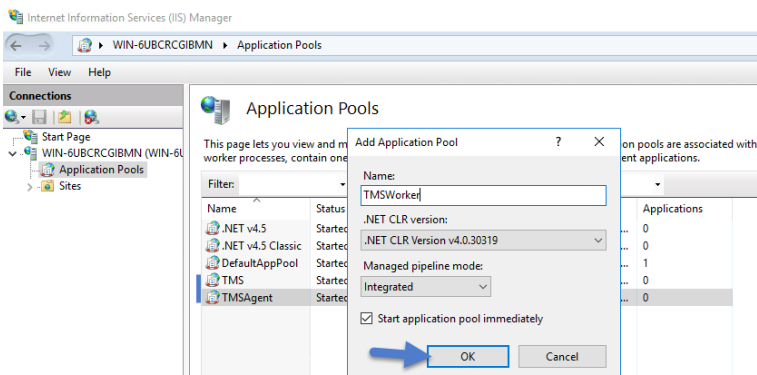 Internet Information Services (IIS) Manager
WIN-6UBCRCGIBMN Application Pools
File View Help
Connections
Start Page
WIN-6UBCRCGIBMN (WIN-6U
Application Pools
Sites
Application Pools
This page lets you view and m
on pools are associated with
worker processes, contain one
ent applications.
Filter:
Name Status Applications
.NET v4.5 Started ... 0
.NET v4.5 Classic Started ... 0
DefaultAppPool Started ... 1
TMS Started ... 0
TMSAgent Started ... 0
Add Application Pool ?
Name:
TMSWorker
.NET CLR version:
.NET CLR Version v4.0.30319
Managed pipeline mode:
Integrated
Start application pool immediately
OK Cancel